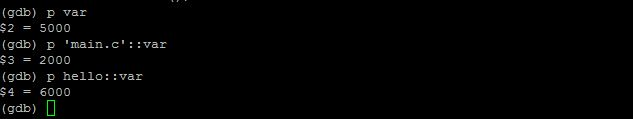 (gdb) p var
$2 = 5000
(gdb) p 'main.c'::var
$3 = 2000
(gdb) p hello::var
$4 = 6000
(gdb)